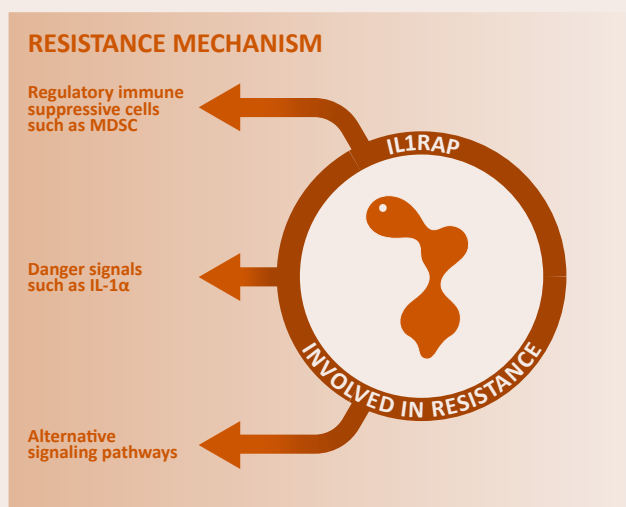 RESISTANCE MECHANISM
Regulatory immune
suppressive cells
such as MDSC
IL1RAP
Danger signals
such as IL-1α
INVOLVED IN RESISTANCE
Alternative
signaling pathways